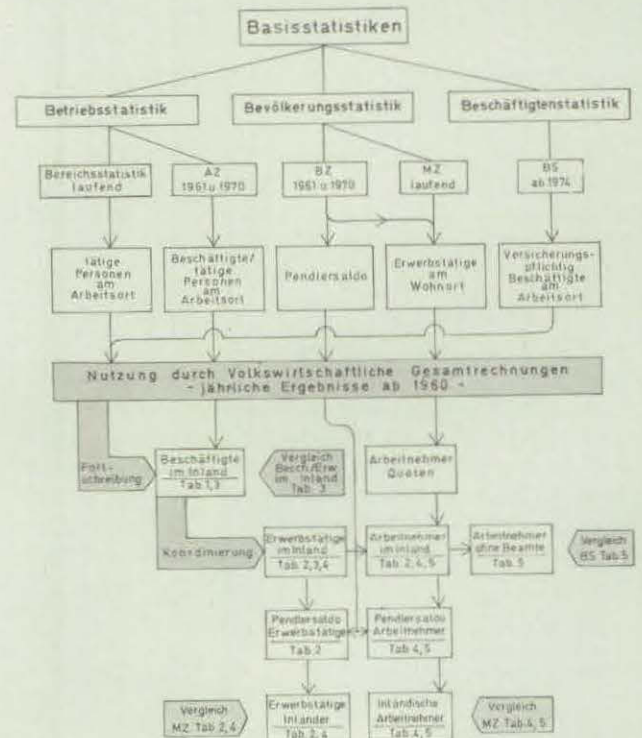 Basisstatistiken
Betriebsstatistik
Bevölkerungsstatistik
Beschäftigtenstatistik
Bereichsstatistik
laufend
AZ
1961 u 1970
BZ
1961 u 1970
MZ
laufend
BS
ab 1974
tätige
Personen
am
Arbeitsort
Beschäftigte/
tätige
Personen
am
Arbeitsort
Pendlersaldo
Erwerbstätige
am
Wohnort
Versicherungs-
pflichtig
Beschäftigte
am
Arbeitsort
Nutzung durch Volkswirtschaftliche Gesamtrechnungen
- jährliche Ergebnisse ab 1960 -
Fort-
schreibung
Beschäftigte
im Inland
Tab 1,3
Vergleich
Besch./Erw
im Inland
Tab. 3
Arbeitnehmer
Quoten
Koordinierung
Erwerbstätige
im Inland
Tab. 2,3,4
Arbeitnehmer
im Inland
Tab 2, 4, 5
Arbeitnehmer
ohne Beamte
Tab. 5
Vergleich
BS Tab. 5
Pendlersaldo
Erwerbstätige
Tab 2
Pendlersaldo
Arbeitnehmer
Tab 4, 5
Vergleich
MZ Tab 2, 4
Erwerbstätige
Inländer
Tab. 2, 4
Inländische
Arbeitnehmer
Tab. 4, 5
Vergleich
MZ Tab. 4, 5